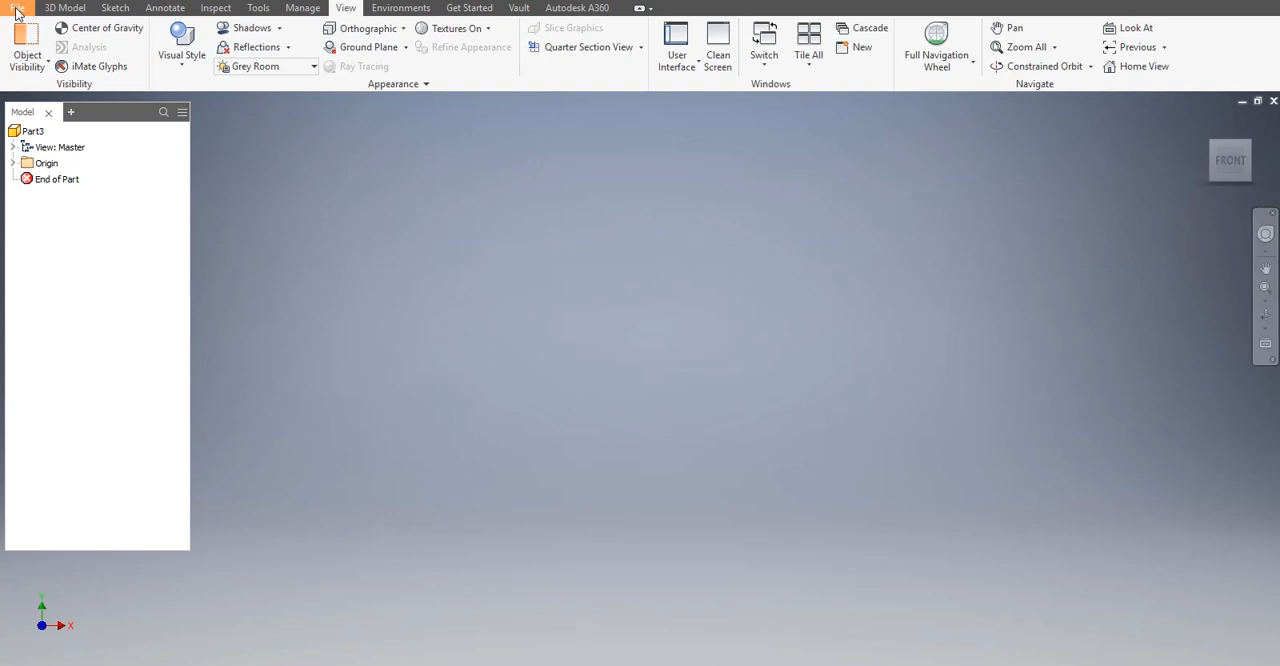 File 3D Model Sketch Annotate Inspect Tools Manage View Environments Get Started Vault Autodesk A360
Object Visibility
Center of Gravity
Analysis
iMate Glyphs
Visibility
Visual Style
Shadows
Reflections
Grey Room
Orthographic
Ground Plane
Ray Tracing
Textures On
Refine Appearance
Appearance
Slice Graphics
Quarter Section View
User Interface
Clean Screen
Switch
Tile All
Cascade
New
Windows
Full Navigation Wheel
Pan
Zoom All
Constrained Orbit
Look At
Previous
Home View
Navigate
Model
Part3
View: Master
Origin
End of Part
FRONT
Y
X